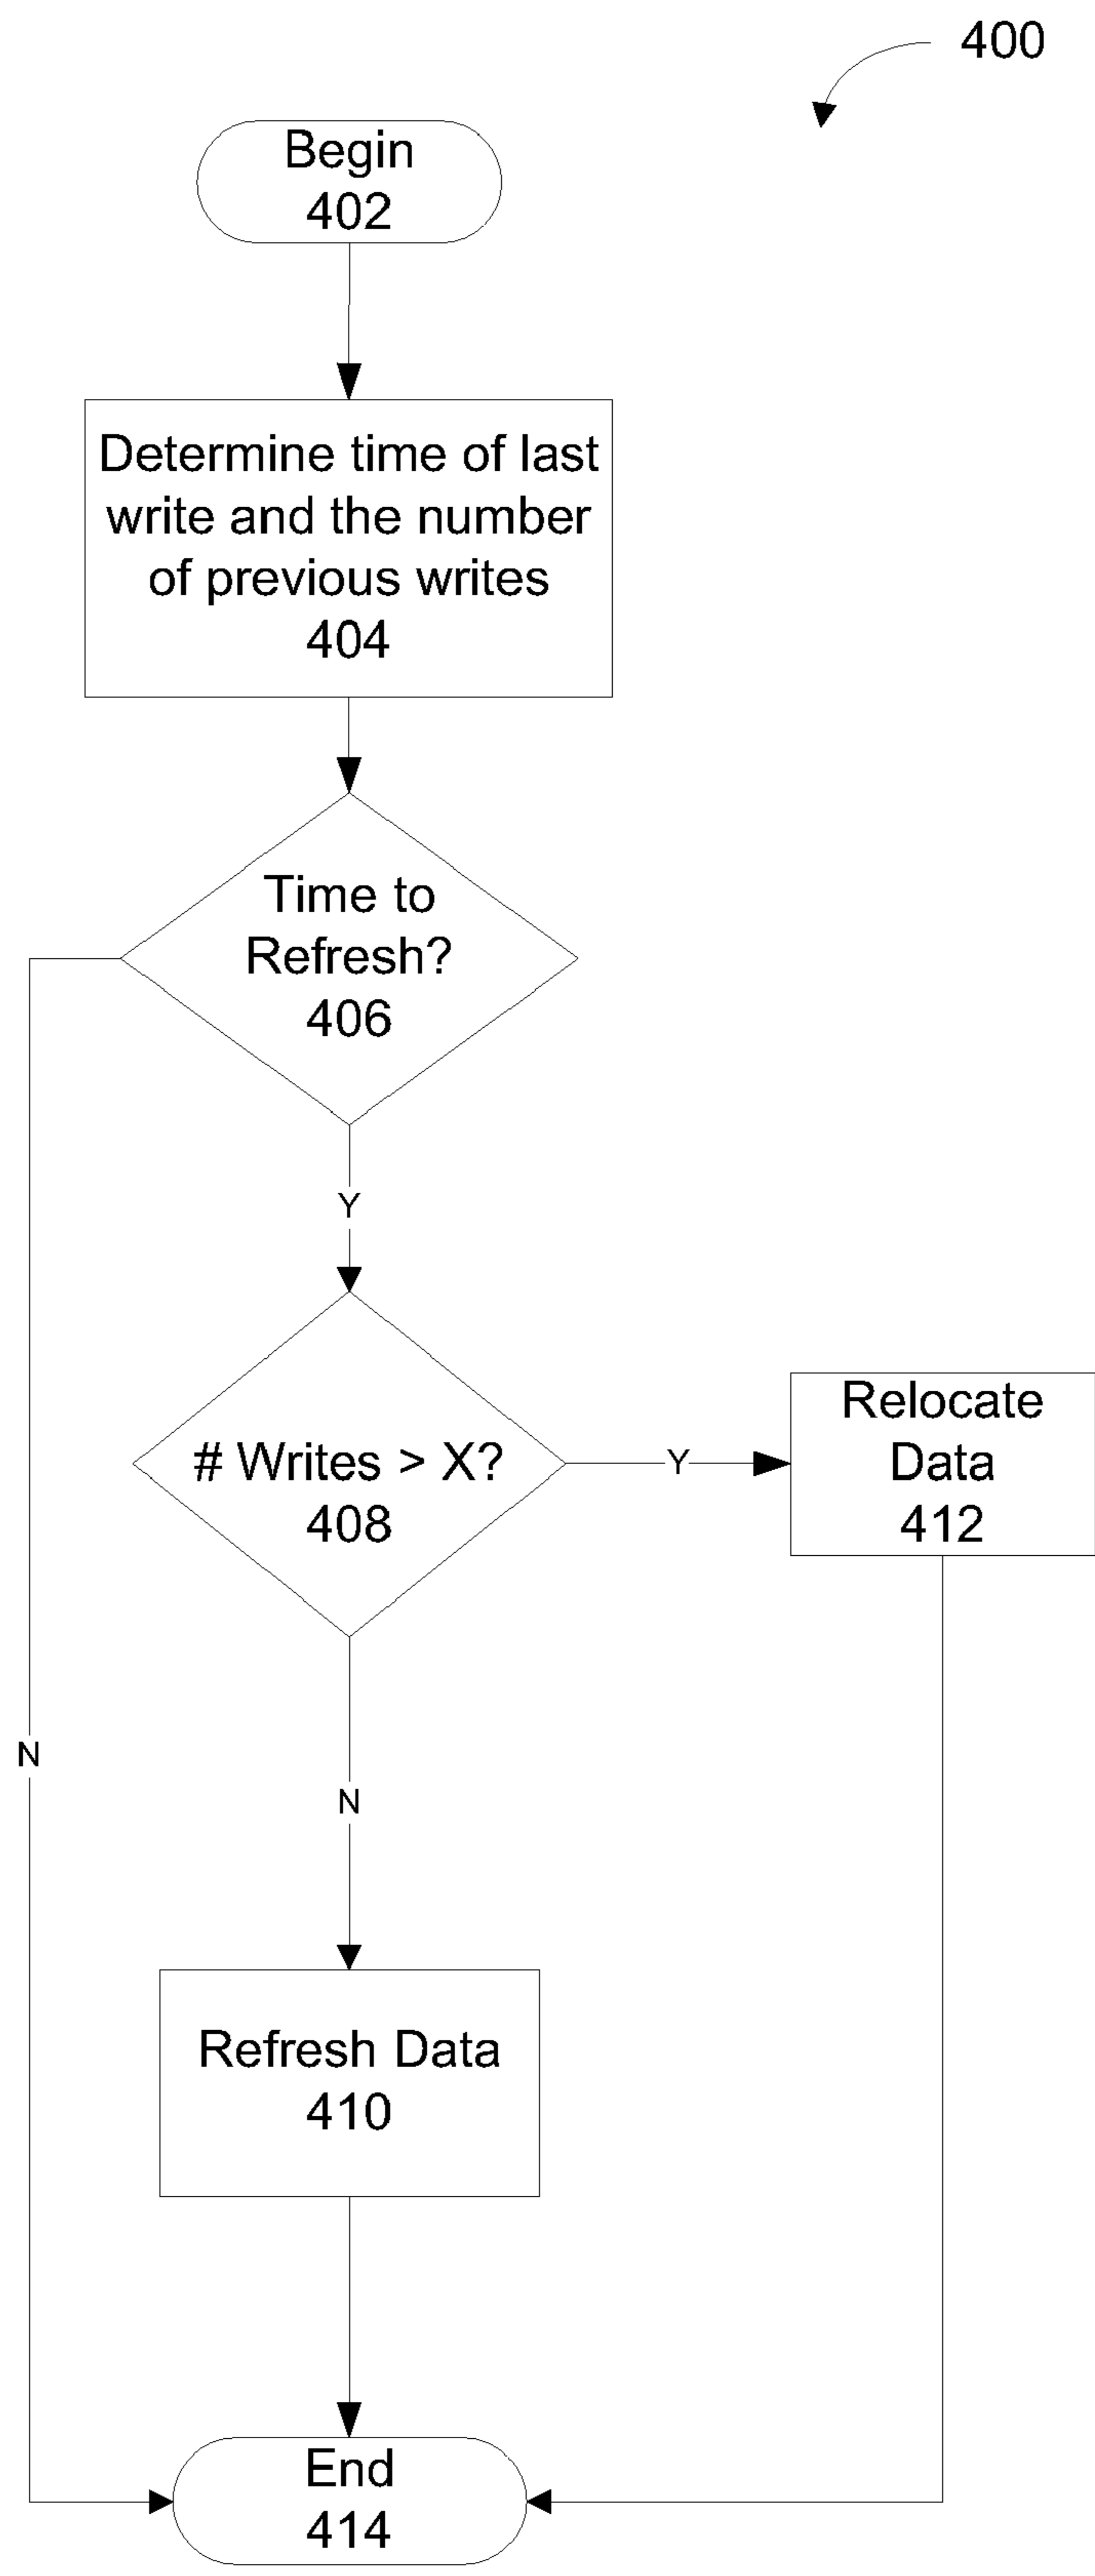 400
Begin
402
Determine time of last
write and the number
of previous writes
404
Time to
Refresh?
406
Y
# Writes > X?
408
Y
Relocate
Data
412
N
N
Refresh Data
410
End
414